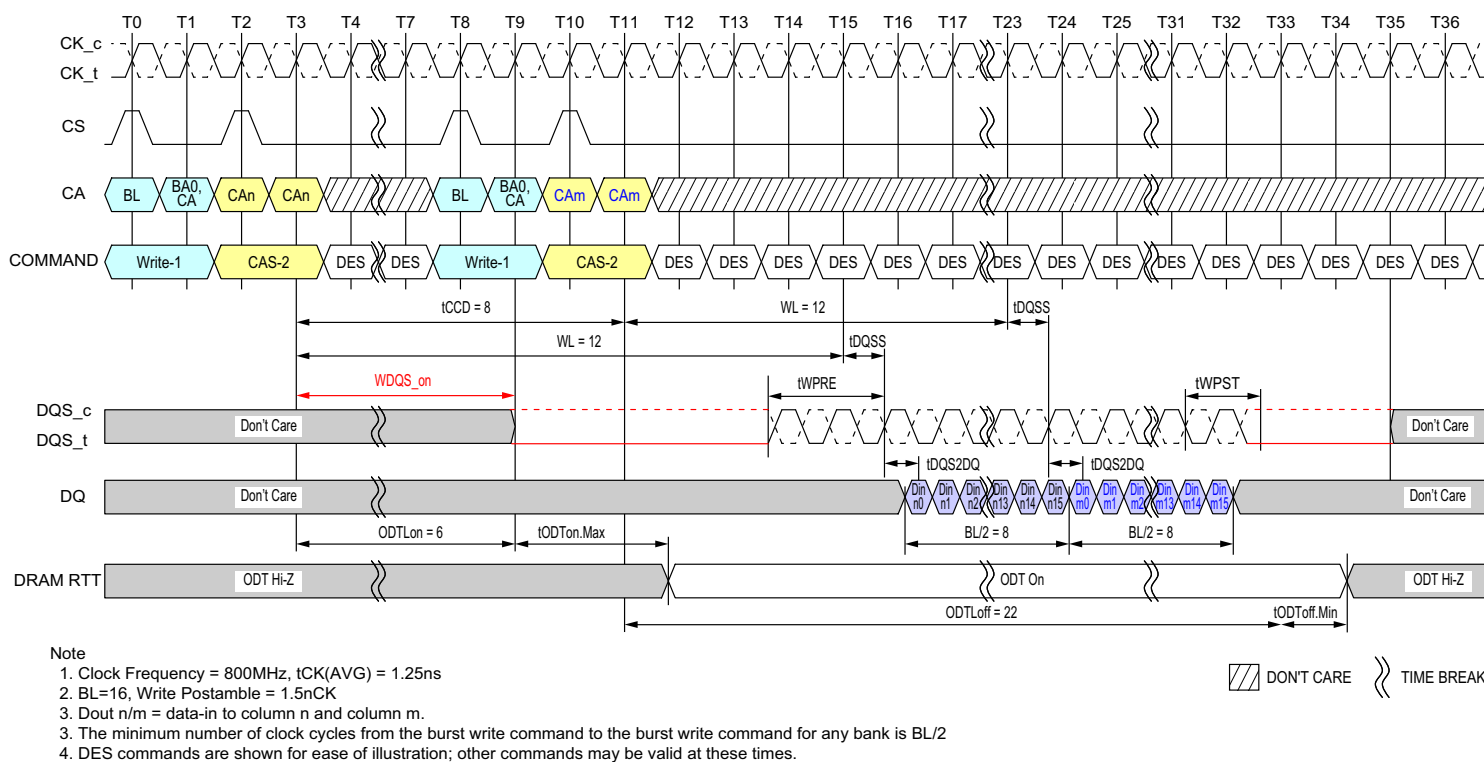 T0 T1 T2 T3 T4 T7 T8 T9 T10 T11 T12 T13 T14 T15 T16 T17 T23 T24 T25 T31 T32 T33 T34 T35 T36
CK_c
CK_t
CS
CA BL BA0, CA CAn CAn BL BA0, CA CAm CAm
COMMAND Write-1 CAS-2 DES DES Write-1 CAS-2 DES DES DES DES DES DES DES DES DES DES DES DES DES DES DES
tCCD = 8 WL = 12 tDQSS
WL = 12 tDQSS
WDQS_on tWPRE tWPST
DQS_c
DQS_t Don't Care Don't Care
tDQS2DQ tDQS2DQ
DQ Don't Care Din n0 Din n1 Din n2 Din n13 Din n14 Din n15 Din m0 Din m1 Din m2 Din m13 Din m14 Din m15 Don't Care
ODTLon = 6 tODTon.Max BL/2 = 8 BL/2 = 8
DRAM RTT ODT Hi-Z ODT On ODT Hi-Z
ODTLoff = 22 tODToff.Min
Note
1. Clock Frequency = 800MHz, tCK(AVG) = 1.25ns
2. BL=16, Write Postamble = 1.5nCK
3. Dout n/m = data-in to column n and column m.
3. The minimum number of clock cycles from the burst write command to the burst write command for any bank is BL/2
4. DES commands are shown for ease of illustration; other commands may be valid at these times.
DON'T CARE TIME BREAK